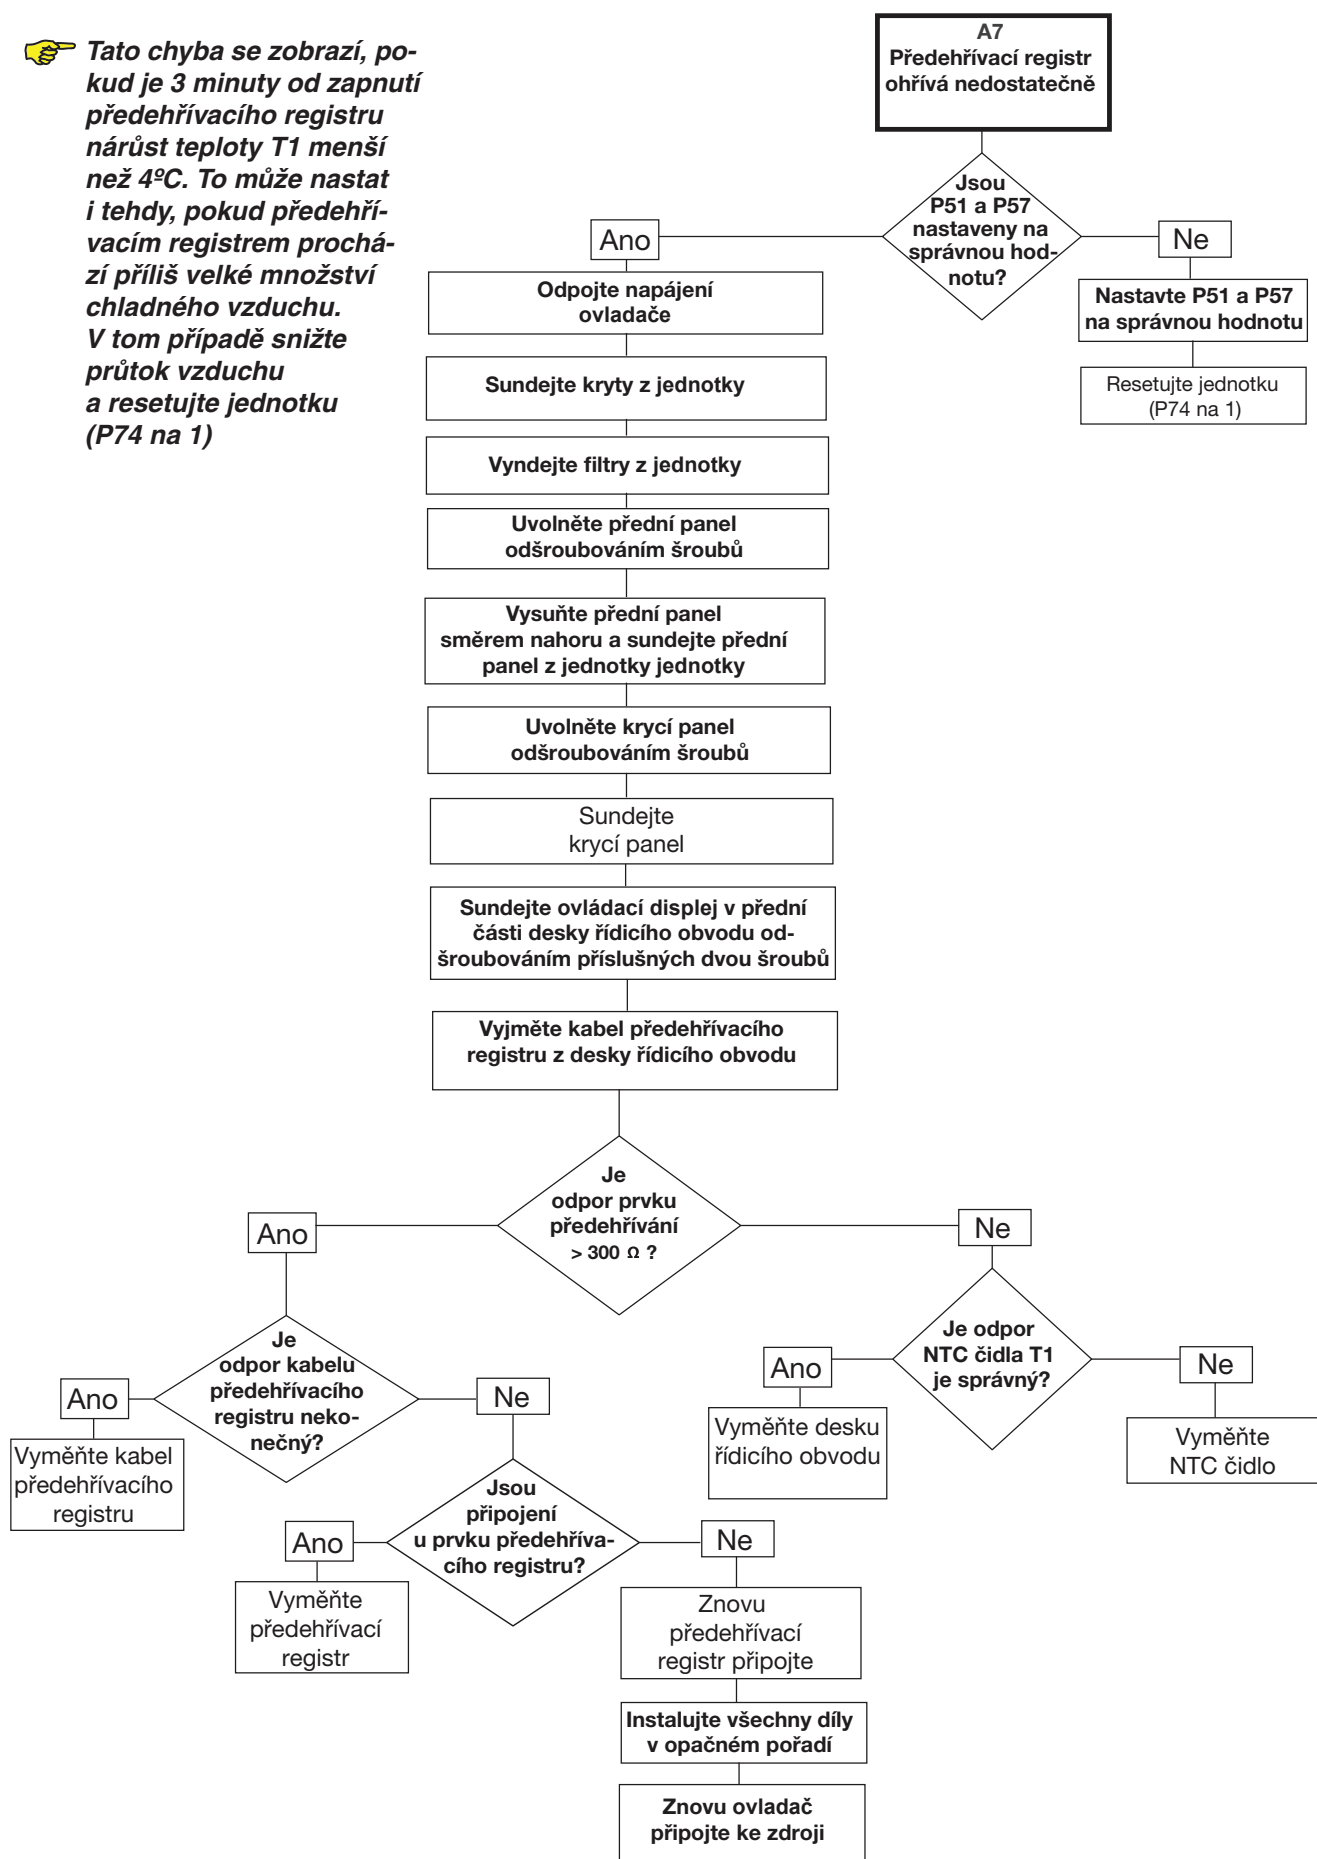 Tato chyba se zobrazí, po-
kud je 3 minuty od zapnutí
předehřívacího registru
nárůst teploty T1 menší
než 4ºC. To může nastat
i tehdy, pokud předehří-
vacím registrem prochá-
zí příliš velké množství
chladného vzduchu.
V tom případě snižte
průtok vzduchu
a resetujte jednotku
(P74 na 1)
A7
Předehřívací registr
ohřívá nedostatečně
Jsou
P51 a P57
nastaveny na
správnou hod-
notu?
Ano
Ne
Nastavte P51 a P57
na správnou hodnotu
Resetujte jednotku
(P74 na 1)
Odpojte napájení
ovladače
Sundejte kryty z jednotky
Vyndejte filtry z jednotky
Uvolněte přední panel
odšroubováním šroubů
Vysuňte přední panel
směrem nahoru a sundejte přední
panel z jednotky jednotky
Uvolněte krycí panel
odšroubováním šroubů
Sundejte
krycí panel
Sundejte ovládací displej v přední
části desky řídicího obvodu od-
šroubováním příslušných dvou šroubů
Vyjměte kabel předehřívacího
registru z desky řídicího obvodu
Je
odpor prvku
předehřívání
> 300 Ω ?
Ano
Ne
Je
odpor kabelu
předehřívacího
registru neko-
nečný?
Ano
Ne
Vyměňte kabel
předehřívacího
registru
Jsou
připojení
u prvku předehříva-
cího registru?
Ano
Ne
Vyměňte
předehřívací
registr
Znovu
předehřívací
registr připojte
Instalujte všechny díly
v opačném pořadí
Znovu ovladač
připojte ke zdroji
Je odpor
NTC čidla T1
je správný?
Ano
Ne
Vyměňte desku
řídicího obvodu
Vyměňte
NTC čidlo